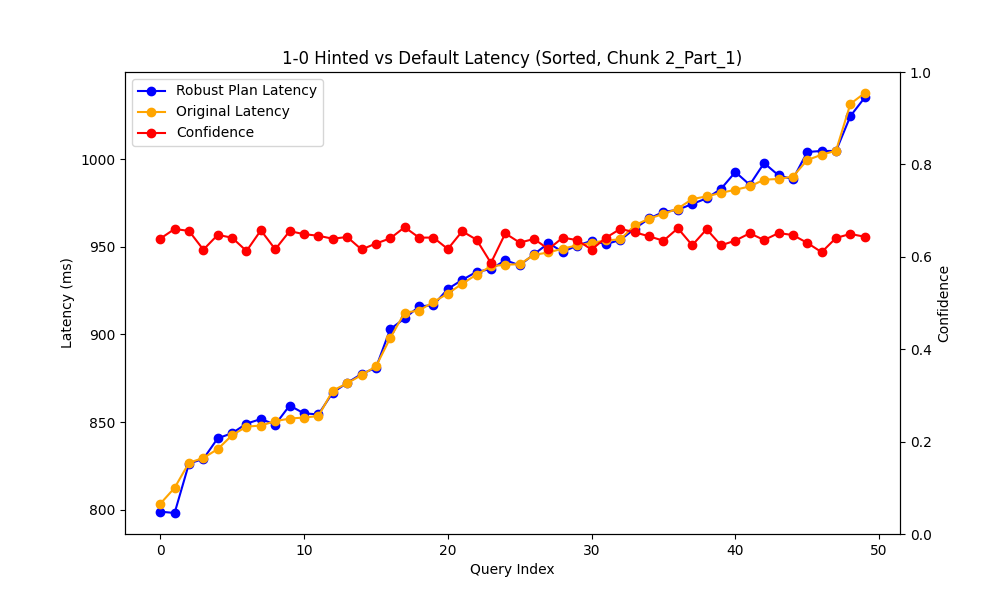 1-0 Hinted vs Default Latency (Sorted, Chunk 2_Part_1)
Robust Plan Latency
Original Latency
Confidence
1000
950
900
850
800
Latency (ms)
1.0
0.8
0.6
0.4
0.2
0.0
Confidence
0 10 20 30 40 50
Query Index